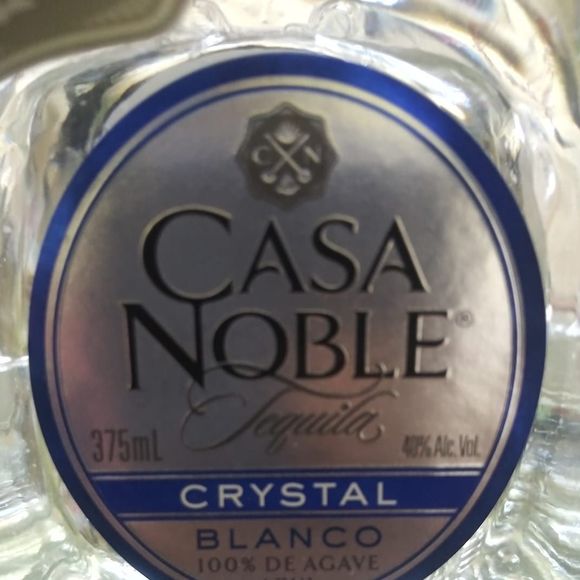 C N
CASA
NOBLE®
Tequila
375mL 40% Alc. Vol.
CRYSTAL
BLANCO
100% DE AGAVE